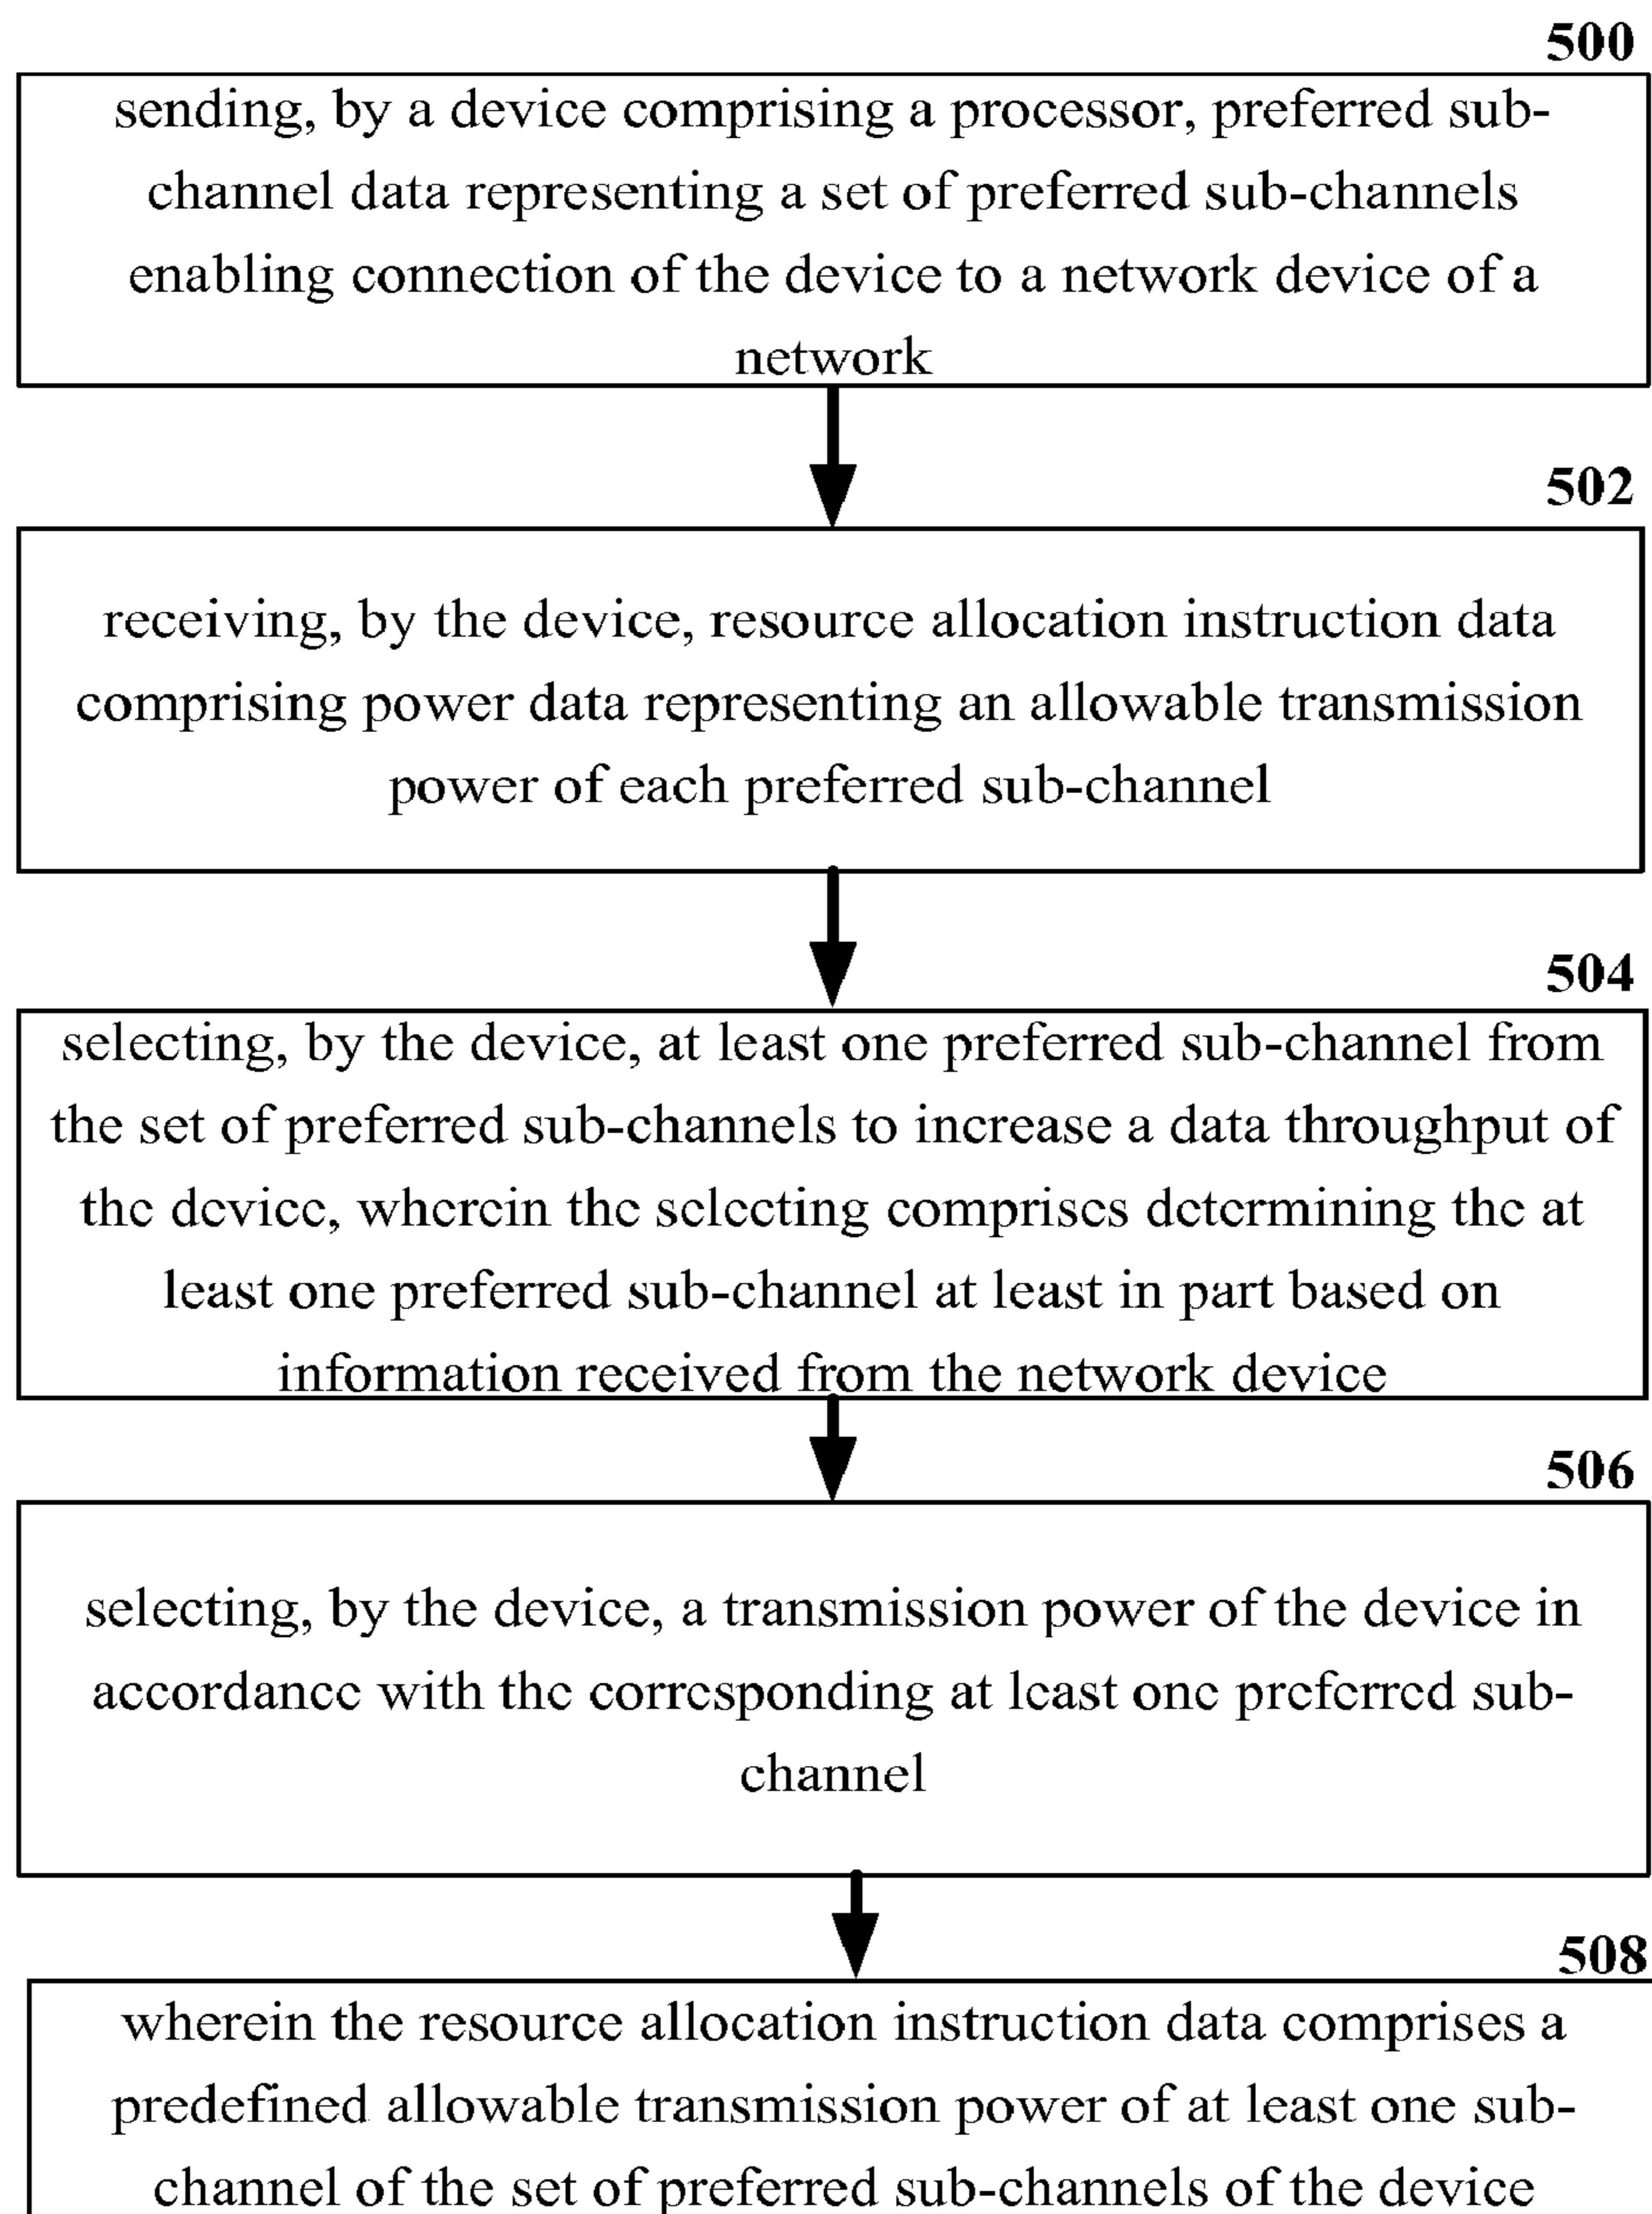 500
sending, by a device comprising a processor, preferred sub-
channel data representing a set of preferred sub-channels
enabling connection of the device to a network device of a
network
502
receiving, by the device, resource allocation instruction data
comprising power data representing an allowable transmission
power of each preferred sub-channel
504
selecting, by the device, at least one preferred sub-channel from
the set of preferred sub-channels to increase a data throughput of
the device, wherein the selecting comprises determining the at
least one preferred sub-channel at least in part based on
information received from the network device
506
selecting, by the device, a transmission power of the device in
accordance with the corresponding at least one preferred sub-
channel
508
wherein the resource allocation instruction data comprises a
predefined allowable transmission power of at least one sub-
channel of the set of preferred sub-channels of the device